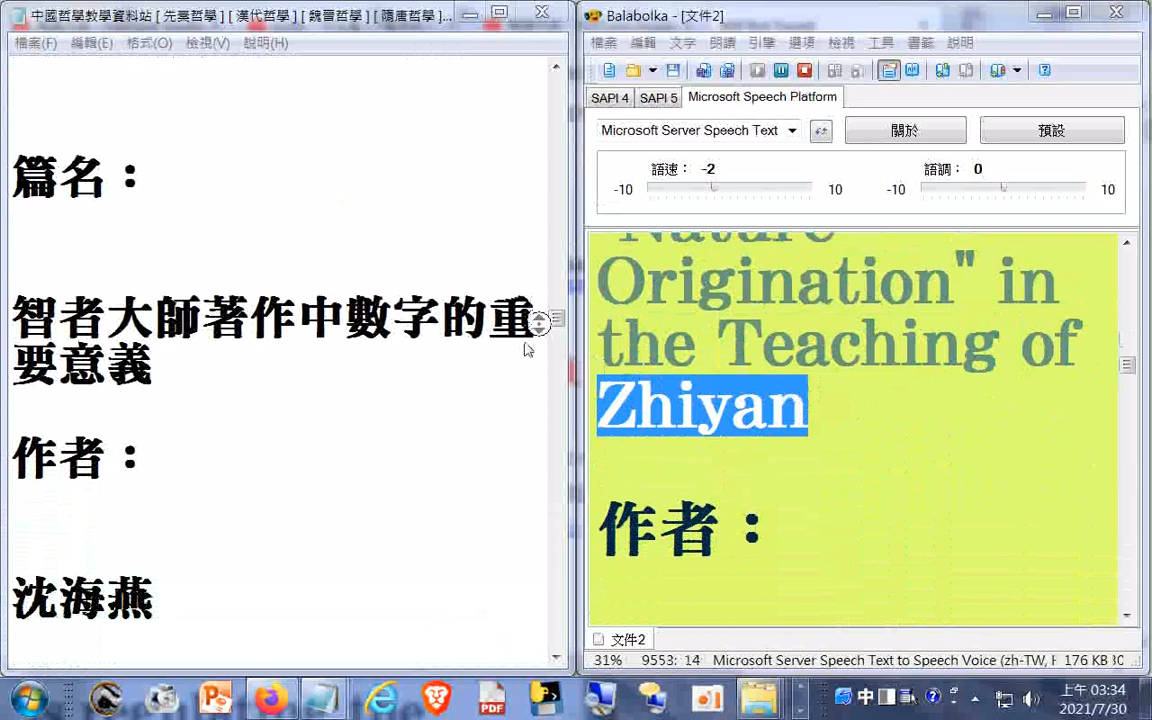 中國哲學教學資料站 [ 先秦哲學 ] [ 漢代哲學 ] [ 魏晉哲學 ] [ 隋唐哲學 ]...
檔案(F) 編輯(E) 格式(O) 檢視(V) 說明(H)
篇名：
智者大師著作中數字的重
要意義
作者：
沈海燕
Balabolka - [文件2]
檔案 編輯 文字 朗讀 引擎 選項 檢視 工具 書籤 說明
SAPI 4 SAPI 5 Microsoft Speech Platform
Microsoft Server Speech Text 關於 預設
語速： -2 語調： 0
-10 10 -10 10
"Nature
Origination" in
the Teaching of
Zhiyan
作者：
文件2
31% 9553: 14 Microsoft Server Speech Text to Speech Voice (zh-TW, 176 KB
中 上午 03:34
2021/7/30